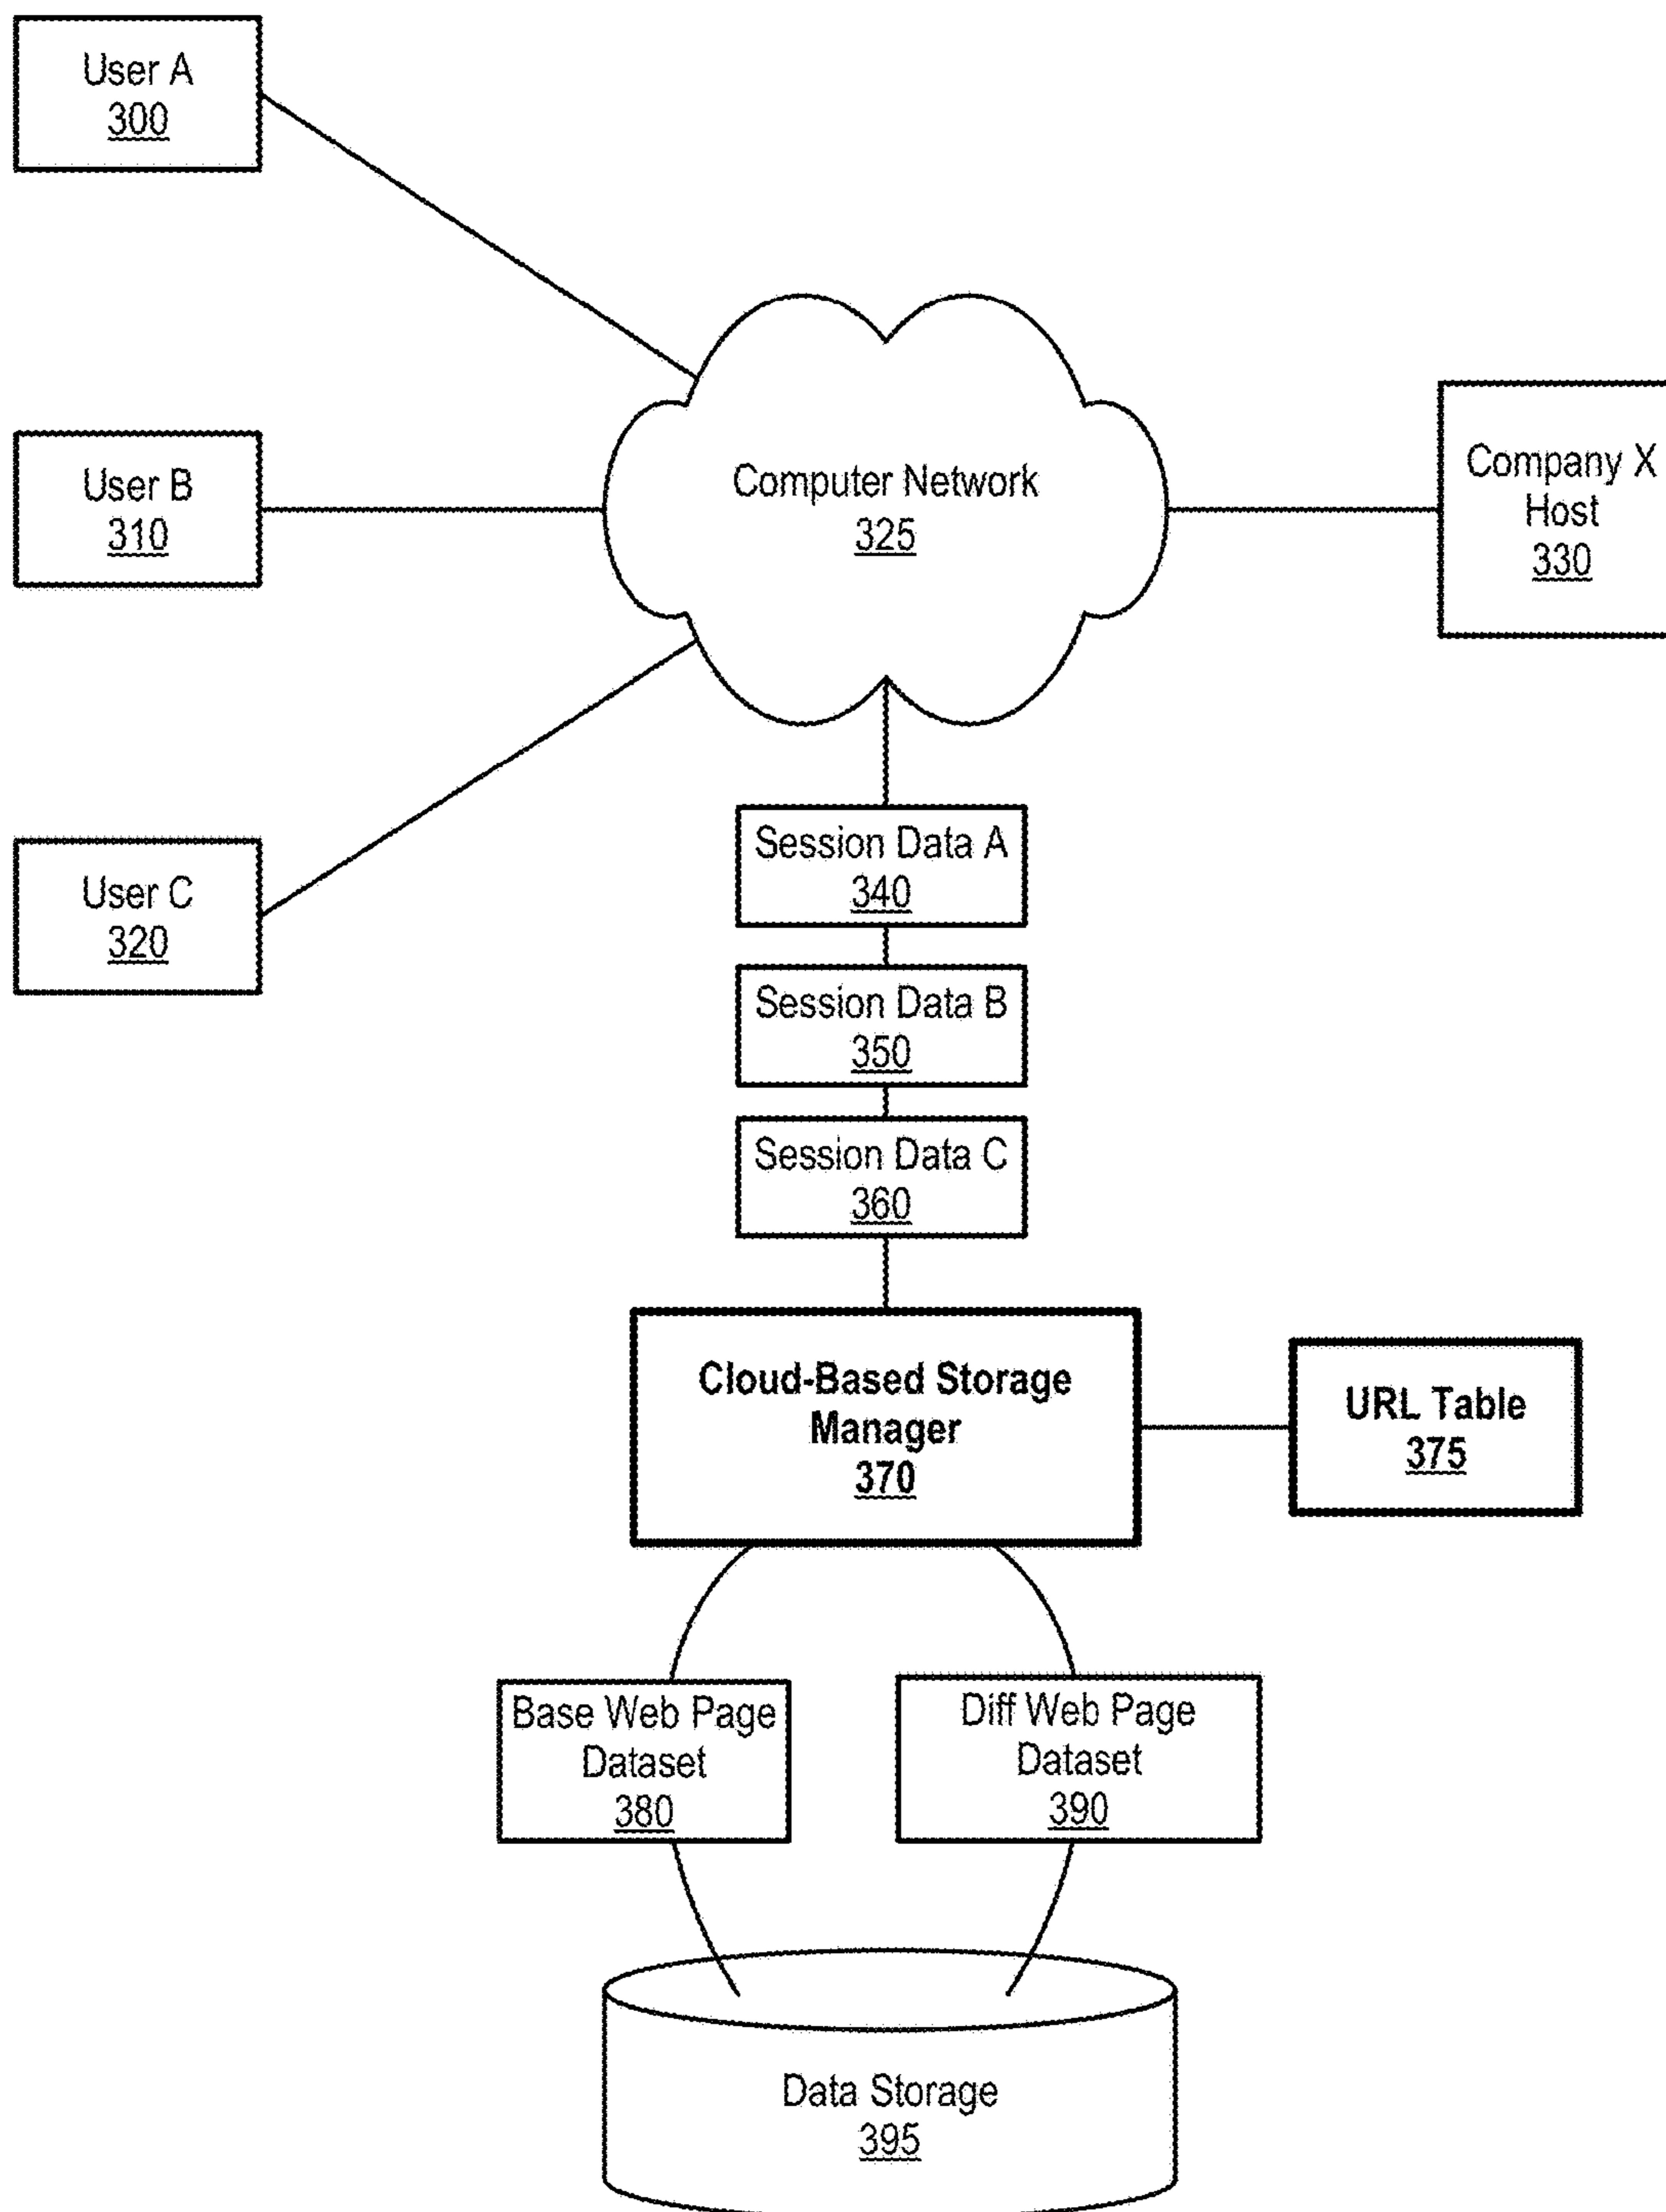 User A
300
User B
310
Computer Network
325
Company X
Host
330
User C
320
Session Data A
340
Session Data B
350
Session Data C
360
Cloud-Based Storage
Manager
370
URL Table
375
Base Web Page
Dataset
380
Diff Web Page
Dataset
390
Data Storage
395